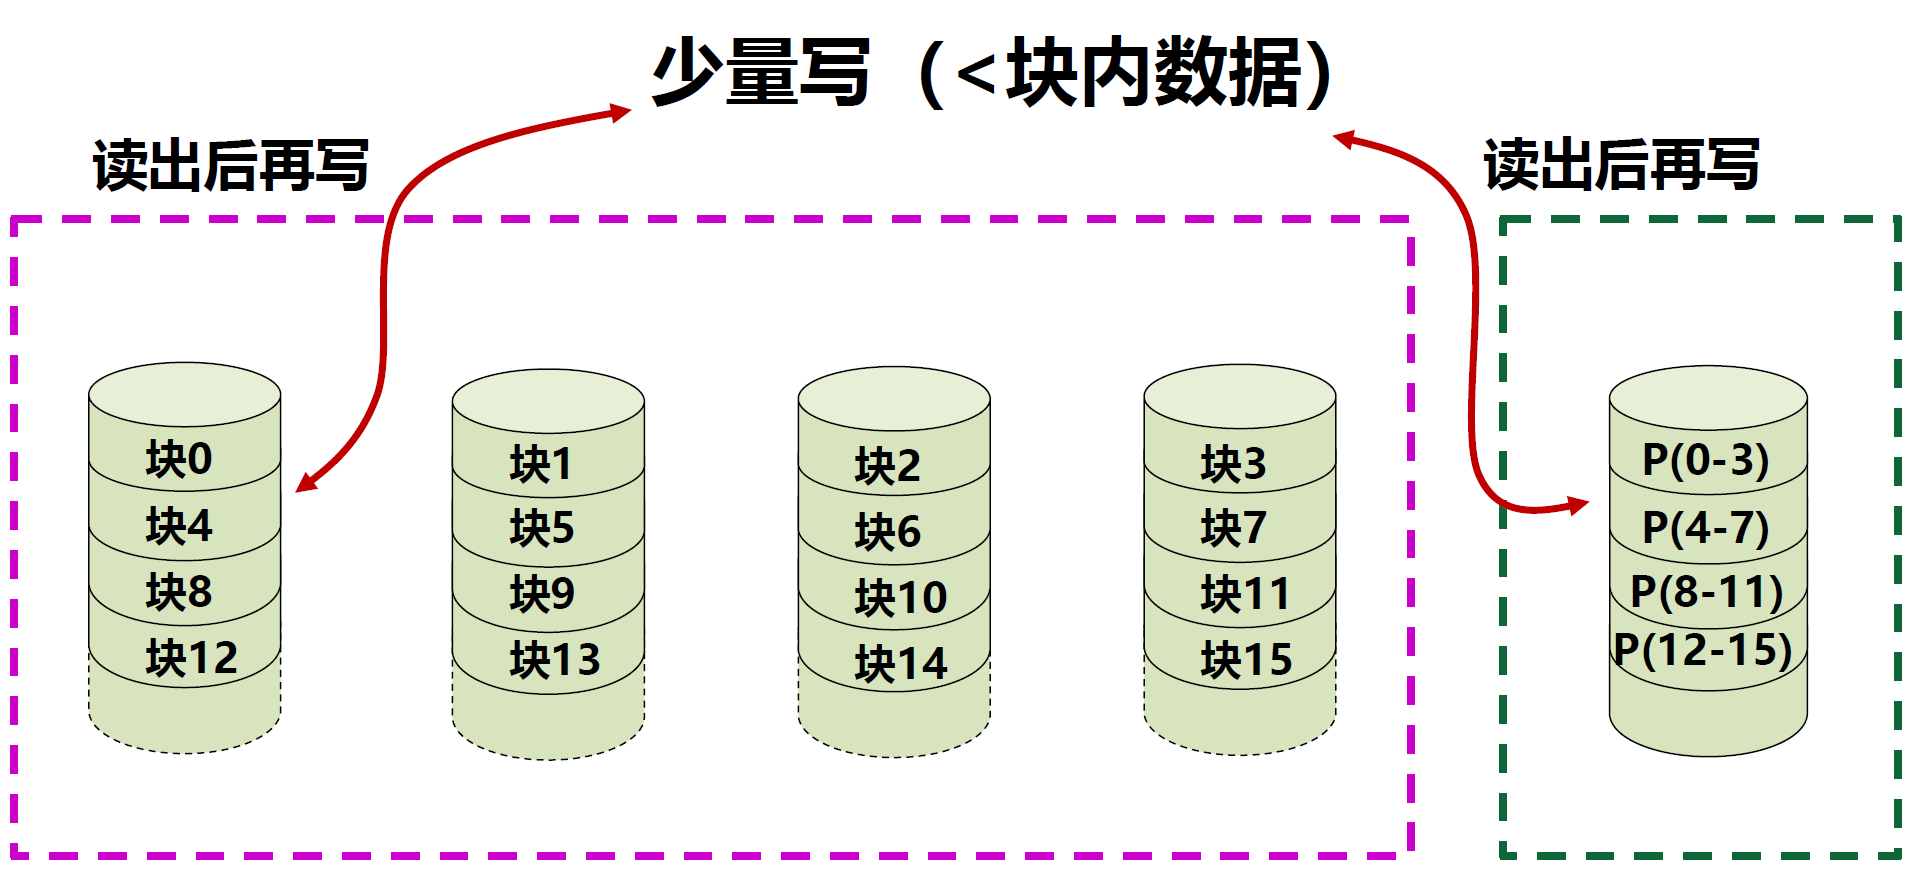 少量写（<块内数据）
读出后再写
读出后再写
块0
块4
块8
块12
块1
块5
块9
块13
块2
块6
块10
块14
块3
块7
块11
块15
P(0-3)
P(4-7)
P(8-11)
P(12-15)